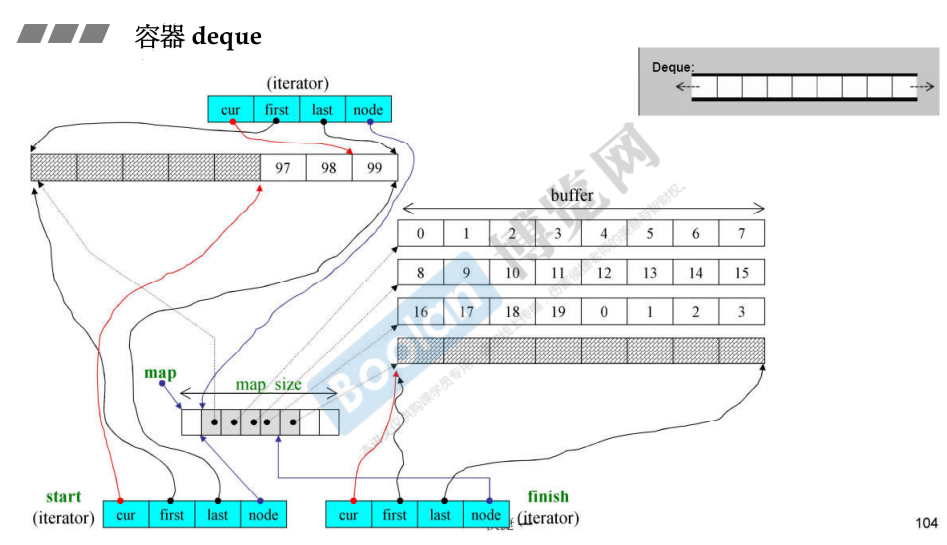 容器 deque
Deque:
(iterator)
cur first last node
97 98 99
buffer
0 1 2 3 4 5 6 7
8 9 10 11 12 13 14 15
16 17 18 19 0 1 2 3
map
map size
start
(iterator)
cur first last node
cur first last node
finish
(iterator)
博览网
Boolan
104